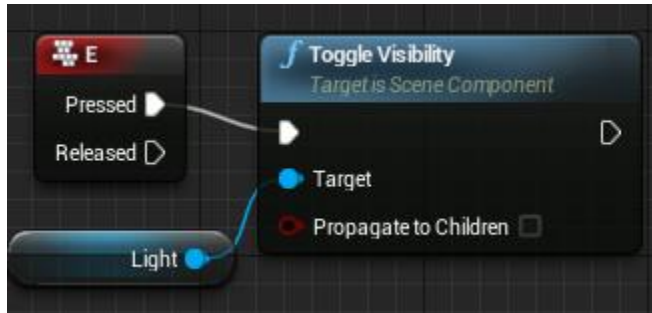 E
Pressed
Released
Toggle Visibility
Target is Scene Component
Target
Propagate to Children
Light